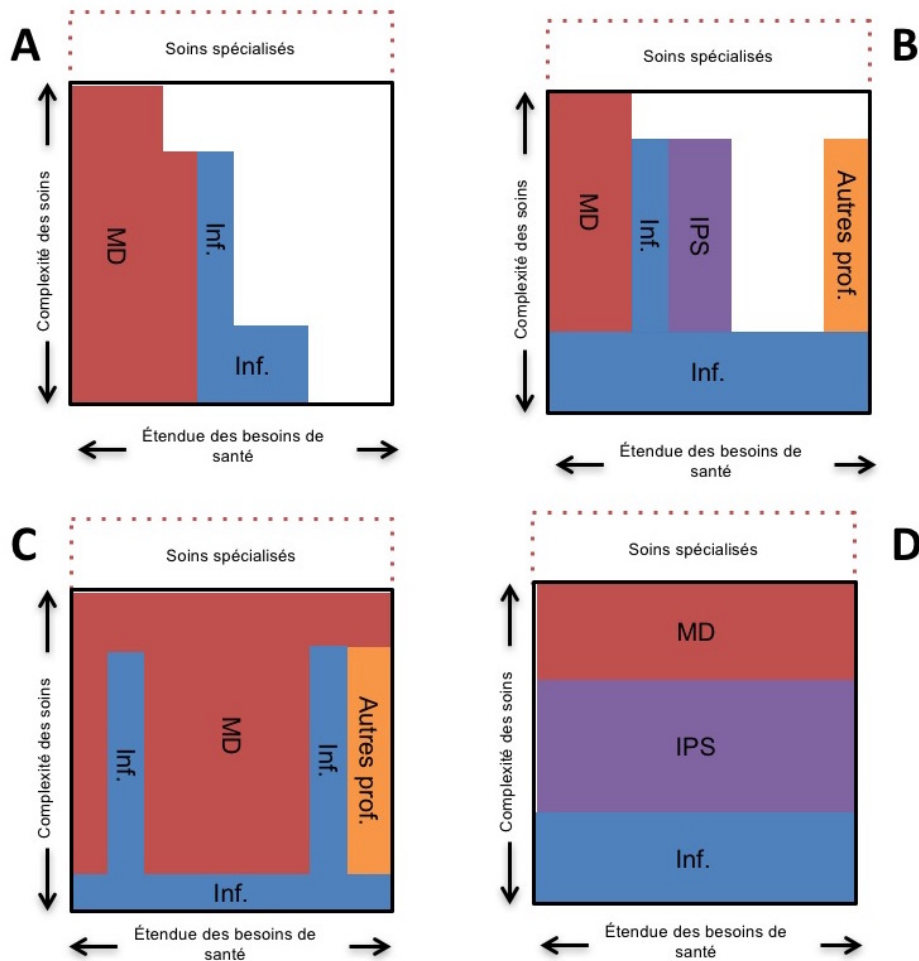 A
Soins spécialisés
Complexité des soins
MD
Inf.
Inf.
Étendue des besoins de
santé
B
Soins spécialisés
Complexité des soins
MD
Inf.
IPS
Autres prof.
Inf.
Étendue des besoins de
santé
C
Soins spécialisés
Complexité des soins
Inf.
MD
Inf.
Autres prof.
Inf.
Étendue des besoins de
santé
D
Soins spécialisés
Complexité des soins
MD
IPS
Inf.
Étendue des besoins de
santé